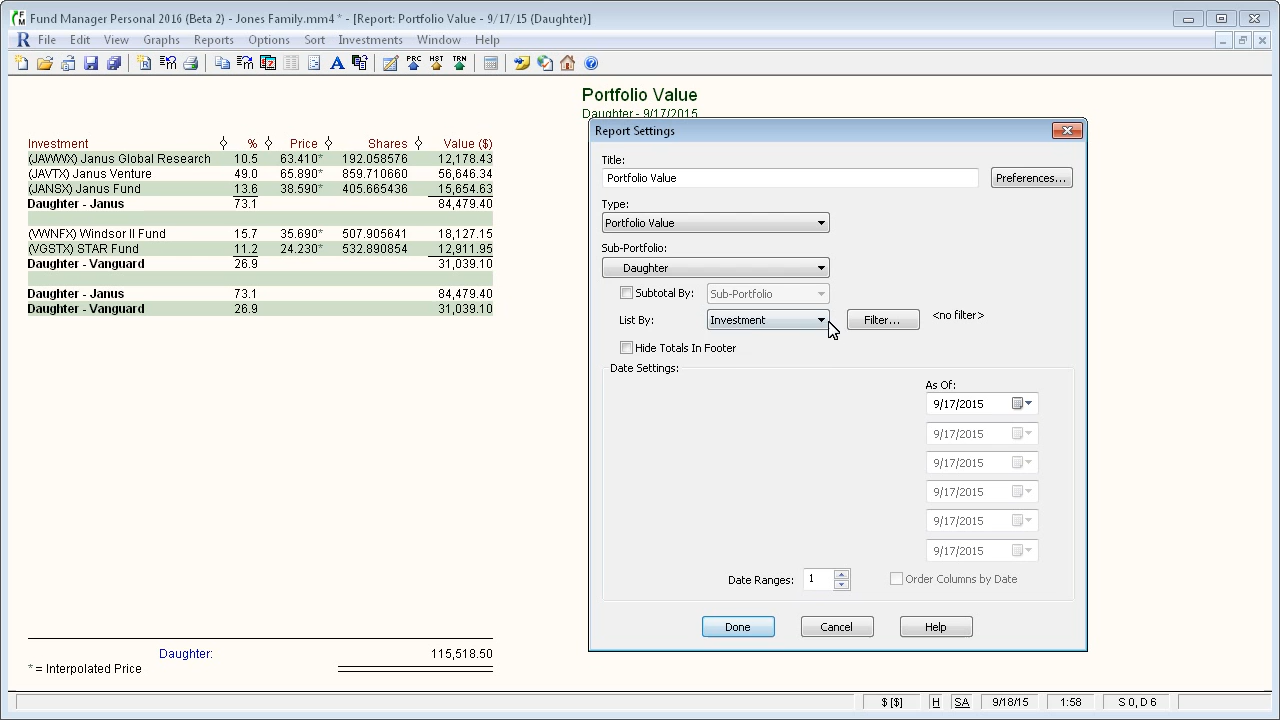 Fund Manager Personal 2016 (Beta 2) - Jones Family.mm4 * - [Report: Portfolio Value - 9/17/15 (Daughter)]
R File Edit View Graphs Reports Options Sort Investments Window Help
PRC HST TRN
Portfolio Value
Daughter - 9/17/2015
Investment % Price Shares Value ($)
(JAWWX) Janus Global Research 10.5 63.410* 192.058576 12,178.43
(JAVTX) Janus Venture 49.0 65.890* 859.710660 56,646.34
(JANSX) Janus Fund 13.6 38.590* 405.665436 15,654.63
Daughter - Janus 73.1 84,479.40
(VWNFX) Windsor II Fund 15.7 35.690* 507.905641 18,127.15
(VGSTX) STAR Fund 11.2 24.230* 532.890854 12,911.95
Daughter - Vanguard 26.9 31,039.10
Daughter - Janus 73.1 84,479.40
Daughter - Vanguard 26.9 31,039.10
Daughter: 115,518.50
* = Interpolated Price
Report Settings
Title:
Portfolio Value Preferences...
Type:
Portfolio Value
Sub-Portfolio:
Daughter
Subtotal By: Sub-Portfolio
List By: Investment Filter... <no filter>
Hide Totals In Footer
Date Settings:
As Of:
9/17/2015
9/17/2015
9/17/2015
9/17/2015
9/17/2015
9/17/2015
Date Ranges: 1 Order Columns by Date
Done Cancel Help
$ [$] H SA 9/18/15 1:58 S 0, D 6